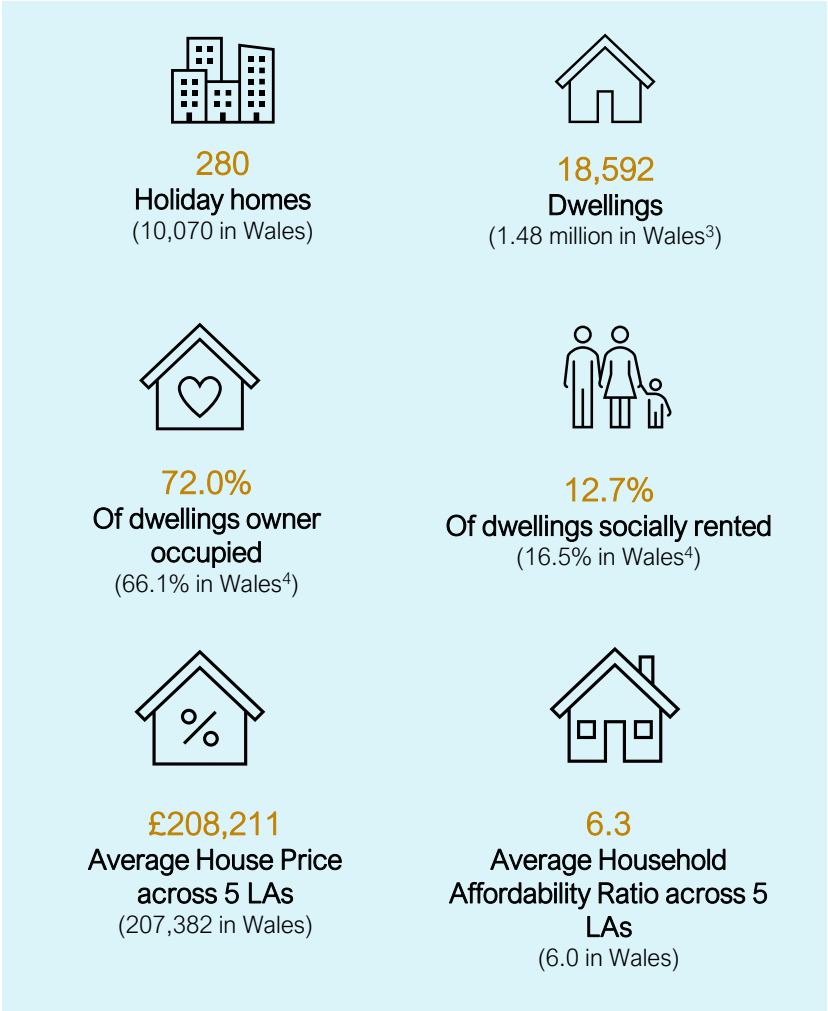 280
Holiday homes
(10,070 in Wales)
18,592
Dwellings
(1.48 million in Wales³)
72.0%
Of dwellings owner
occupied
(66.1% in Wales⁴)
12.7%
Of dwellings socially rented
(16.5% in Wales⁴)
%
£208,211
Average House Price
across 5 LAs
(207,382 in Wales)
6.3
Average Household
Affordability Ratio across 5
LAs
(6.0 in Wales)